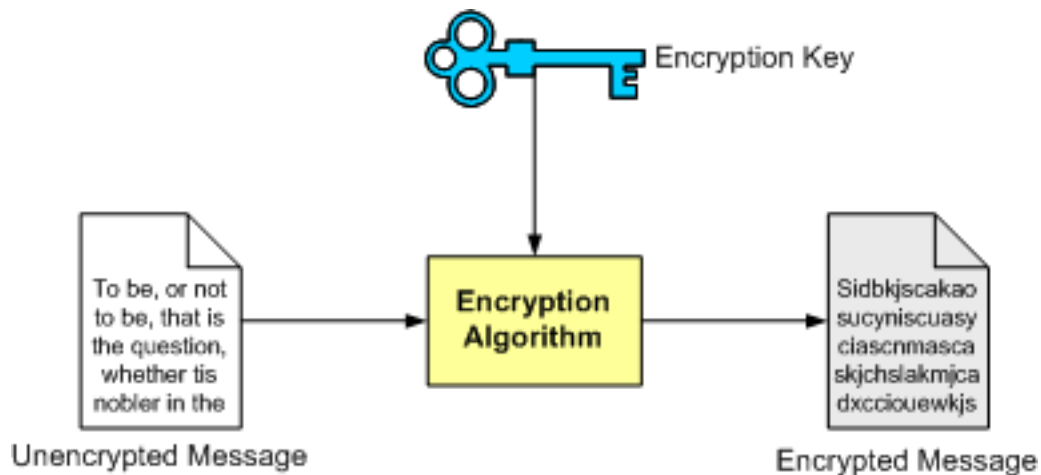 Encryption Key
To be, or not
to be, that is
the question,
whether tis
nobler in the
Unencrypted Message
Encryption
Algorithm
Sidbkjscakao
sucyniscuasy
ciascnmasca
skjchslakmjca
dxcciouewkjs
Encrypted Message